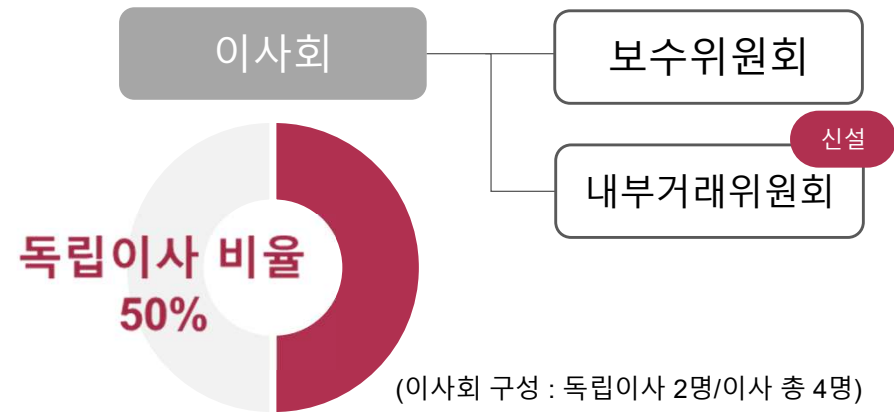 이사회
보수위원회
신설
내부거래위원회
독립이사 비율
50%
(이사회 구성 : 독립이사 2명/이사 총 4명)